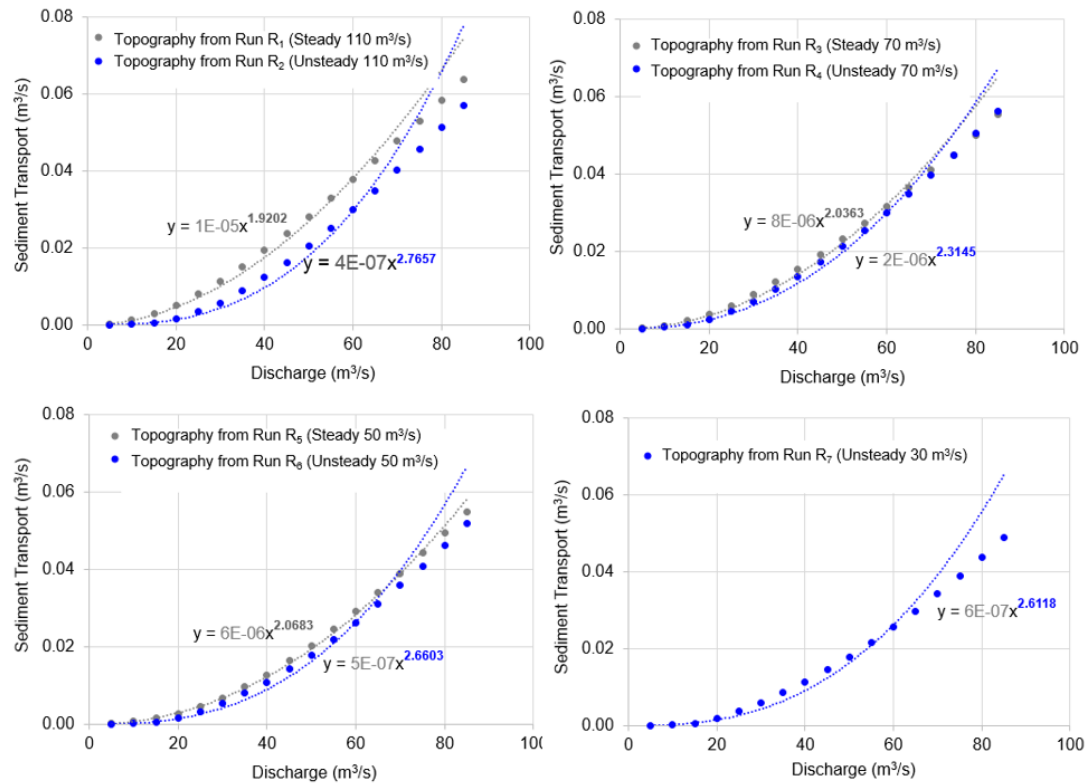 0.08
0.06
0.04
0.02
0.00
Sediment Transport (m³/s)
Topography from Run R₁ (Steady 110 m³/s)
Topography from Run R₂ (Unsteady 110 m³/s)
y = 1E-05x^1.9202
y = 4E-07x^2.7657
0 20 40 60 80 100
Discharge (m³/s)
0.08
0.06
0.04
0.02
0.00
Sediment Transport (m³/s)
Topography from Run R₃ (Steady 70 m³/s)
Topography from Run R₄ (Unsteady 70 m³/s)
y = 8E-06x^2.0363
y = 2E-06x^2.3145
0 20 40 60 80 100
Discharge (m³/s)
0.08
0.06
0.04
0.02
0.00
Sediment Transport (m³/s)
Topography from Run R₅ (Steady 50 m³/s)
Topography from Run R₆ (Unsteady 50 m³/s)
y = 6E-06x^2.0683
y = 5E-07x^2.6603
0 20 40 60 80 100
Discharge (m³/s)
0.08
0.06
0.04
0.02
0.00
Sediment Transport (m³/s)
Topography from Run R₇ (Unsteady 30 m³/s)
y = 6E-07x^2.6118
0 20 40 60 80 100
Discharge (m³/s)